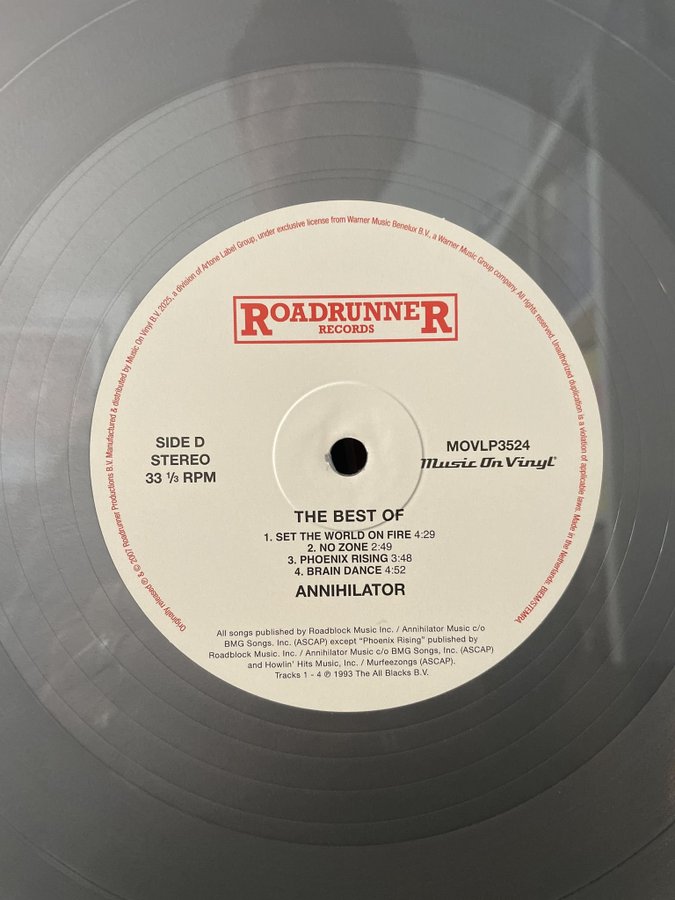 Originally released ℗ & © 2007 Roadrunner Productions B.V. Manufactured & distributed by Music On Vinyl B.V. 2025, a division of Artone Label Group, under exclusive license from Warner Music Benelux B.V., a Warner Music Group company. All rights reserved. Unauthorized duplication is a violation of applicable laws. Made in the Netherlands. BIEM/STEMRA.
ROADRUNNER
RECORDS
SIDE D
STEREO
33 ⅓ RPM
MOVLP3524
Music On Vinyl
THE BEST OF
1. SET THE WORLD ON FIRE 4:29
2. NO ZONE 2:49
3. PHOENIX RISING 3:48
4. BRAIN DANCE 4:52
ANNIHILATOR
All songs published by Roadblock Music Inc. / Annihilator Music c/o
BMG Songs. Inc. (ASCAP) except "Phoenix Rising" published by
Roadblock Music. Inc. / Annihilator Music c/o BMG Songs, Inc. (ASCAP)
and Howlin' Hits Music, Inc. / Murfeezongs (ASCAP).
Tracks 1 - 4 ℗ 1993 The All Blacks B.V.